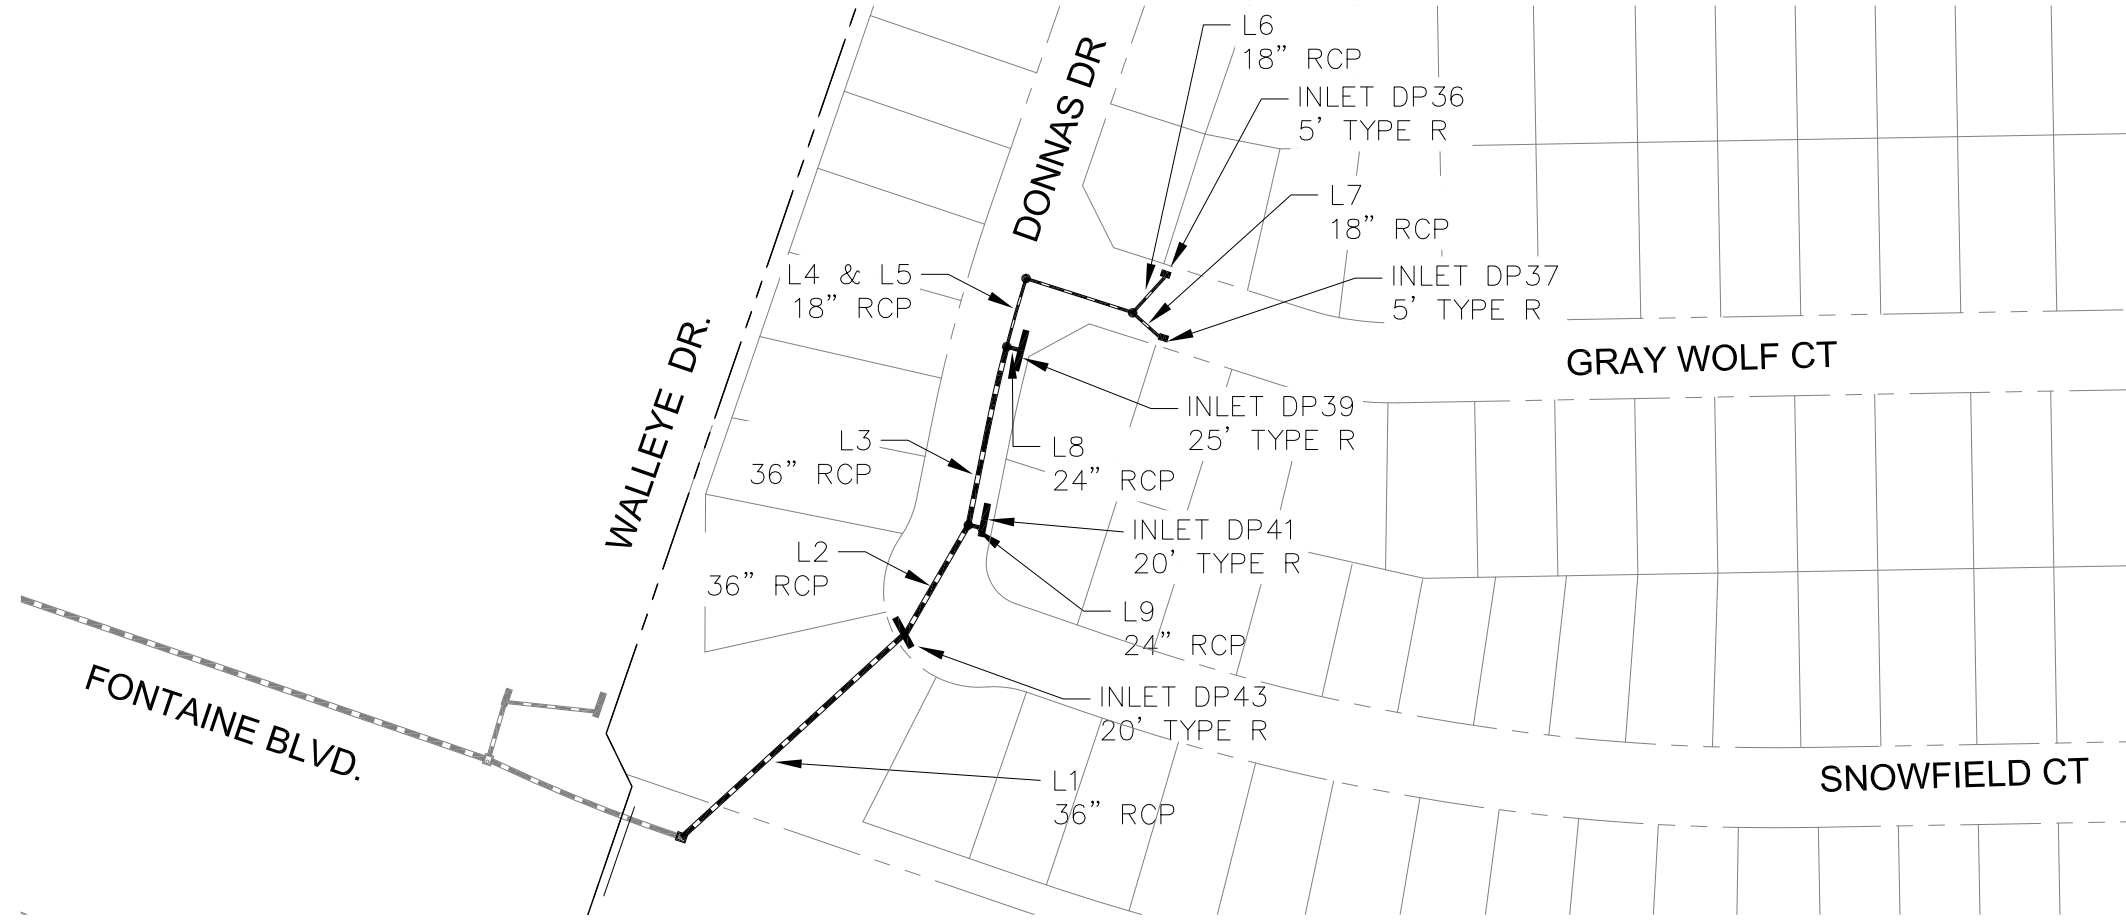 L6
18” RCP
INLET DP36
5’ TYPE R
DONNAS DR
L7
18” RCP
L4 & L5
18” RCP
INLET DP37
5’ TYPE R
GRAY WOLF CT
WALLEYE DR.
INLET DP39
25’ TYPE R
L3
36” RCP
L8
24” RCP
INLET DP41
20’ TYPE R
L2
36” RCP
L9
24” RCP
FONTAINE BLVD.
INLET DP43
20’ TYPE R
L1
36” RCP
SNOWFIELD CT